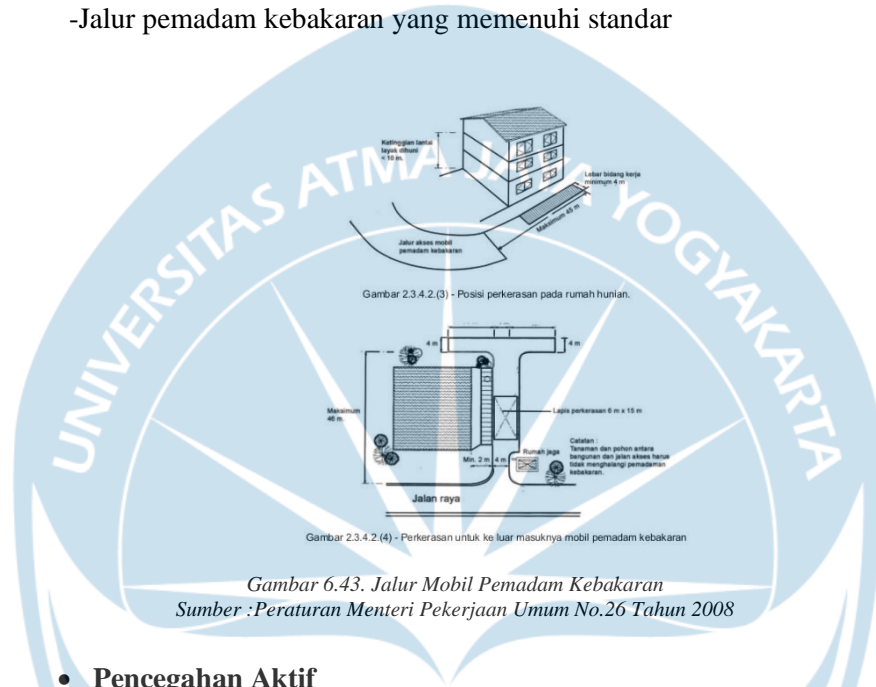 -Jalur pemadam kebakaran yang memenuhi standar
UNIVERSITAS ATMA JAYA YOGYAKARTA
Ketinggian lantai
layak dihuni
< 10 m.
Lebar bidang kerja
minimum 4 m
Maksimum 45 m
Jalur akses mobil
pemadam kebakaran
Gambar 2.3.4.2.(3) - Posisi perkerasan pada rumah hunian.
4 m
4 m
Maksimum
46 m.
Lapis perkerasan 6 m x 15 m
Min. 2 m
4 m
Rumah jaga
Catatan :
Tanaman dan pohon antara
bangunan dan jalan akses harus
tidak menghalangi pemadaman
kebakaran.
Jalan raya
Gambar 2.3.4.2.(4) - Perkerasan untuk ke luar masuknya mobil pemadam kebakaran
Gambar 6.43. Jalur Mobil Pemadam Kebakaran
Sumber :Peraturan Menteri Pekerjaan Umum No.26 Tahun 2008
• Pencegahan Aktif